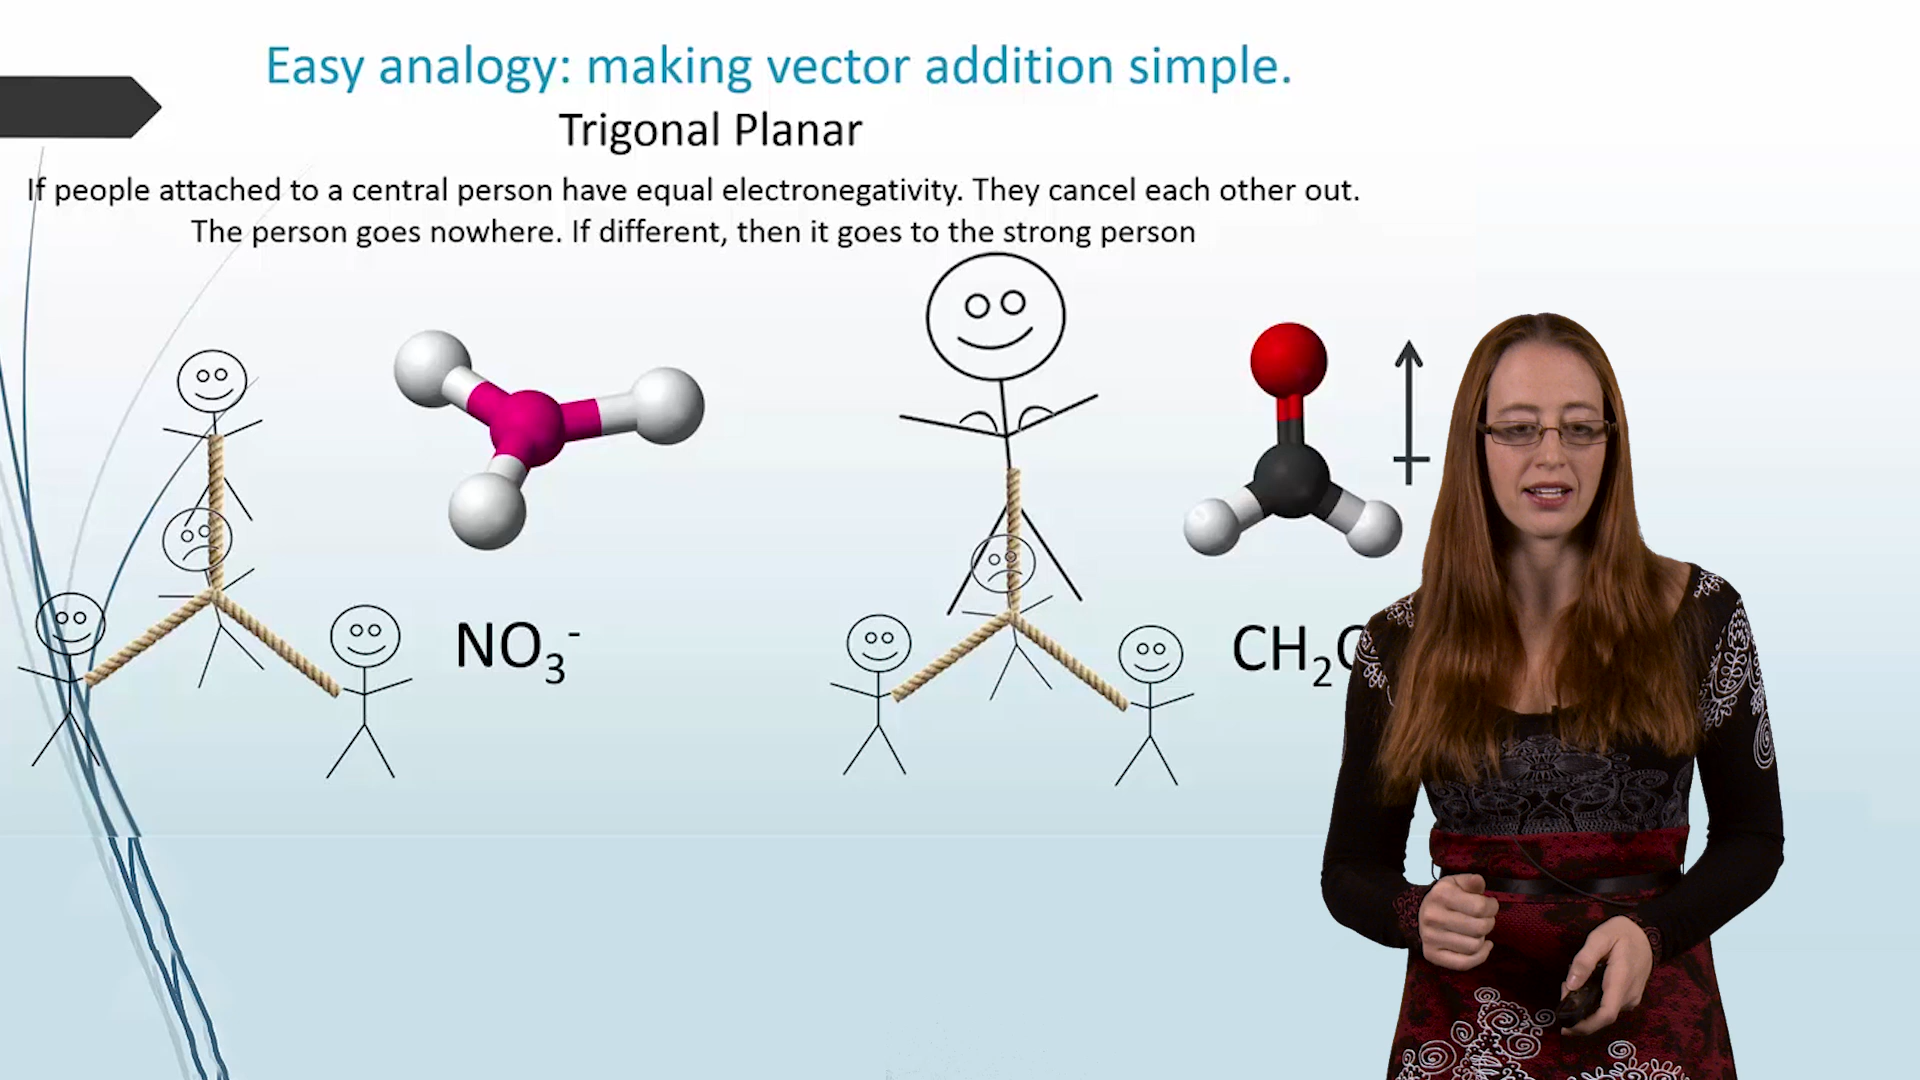 Easy analogy: making vector addition simple.
Trigonal Planar
If people attached to a central person have equal electronegativity. They cancel each other out.
The person goes nowhere. If different, then it goes to the strong person
NO₃⁻